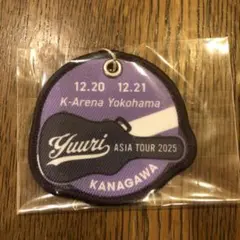 12.20 12.21
K-Arena Yokohama
Yuuri ASIA TOUR 2025
KANAGAWA